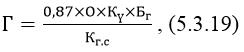 Г = 0,87×О×К_У×Б_г / К_г.с , (5.3.19)